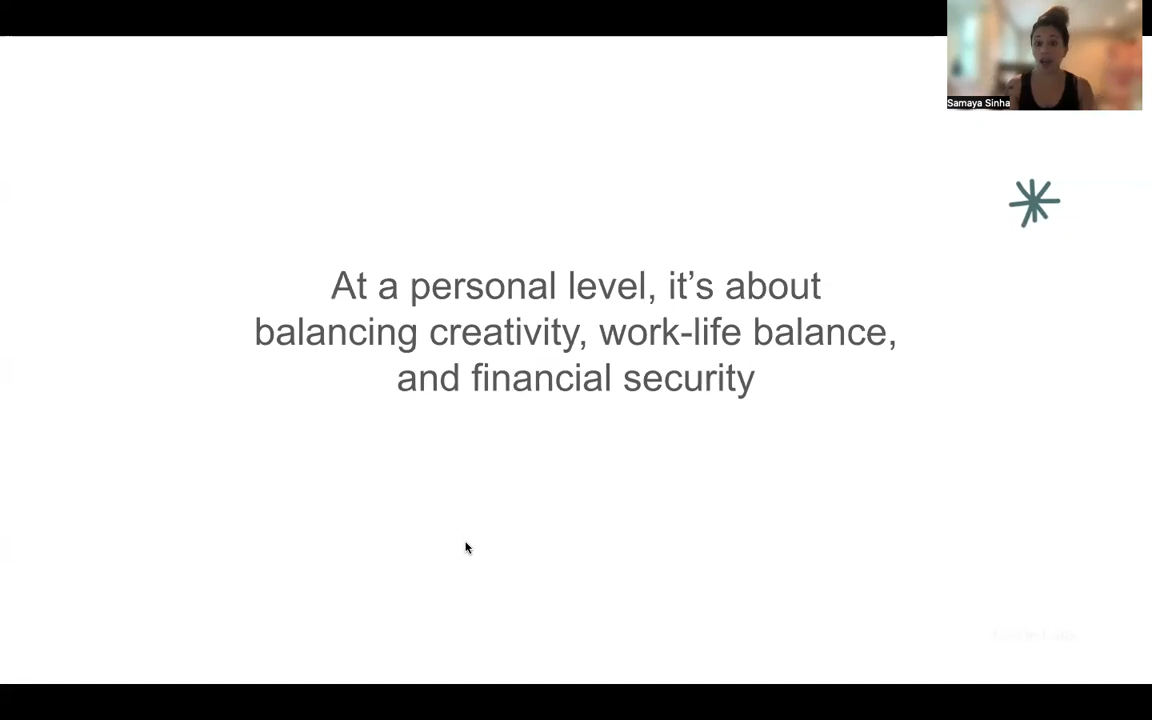 Samaya Sinha
At a personal level, it’s about
balancing creativity, work-life balance,
and financial security